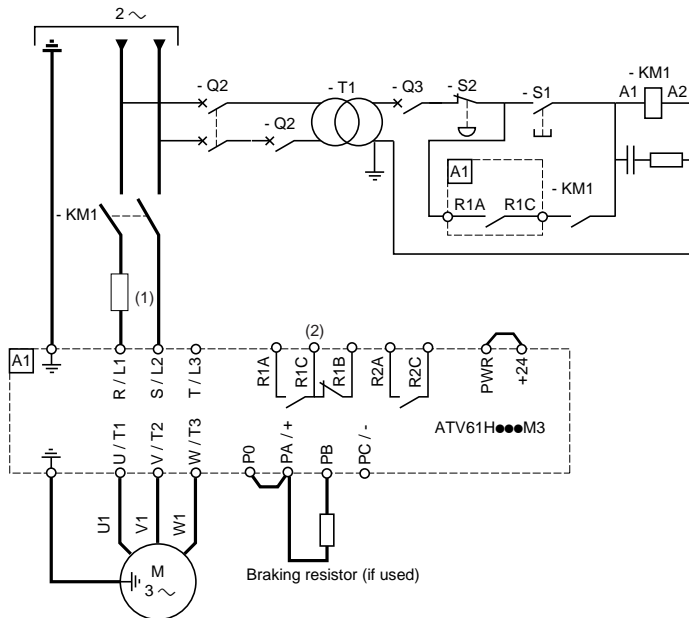 2 ~
- Q2
- T1
- Q3
- S2
- S1
- KM1
A1 A2
- Q2
A1
R1A R1C
- KM1
- KM1
(1)
(2)
A1
R / L1
S / L2
T / L3
R1A
R1C
R1B
R2A
R2C
PWR
+24
ATV61H●●●M3
U / T1
V / T2
W / T3
P0
PA / +
PB
PC / -
U1
V1
W1
M
3 ~
Braking resistor (if used)